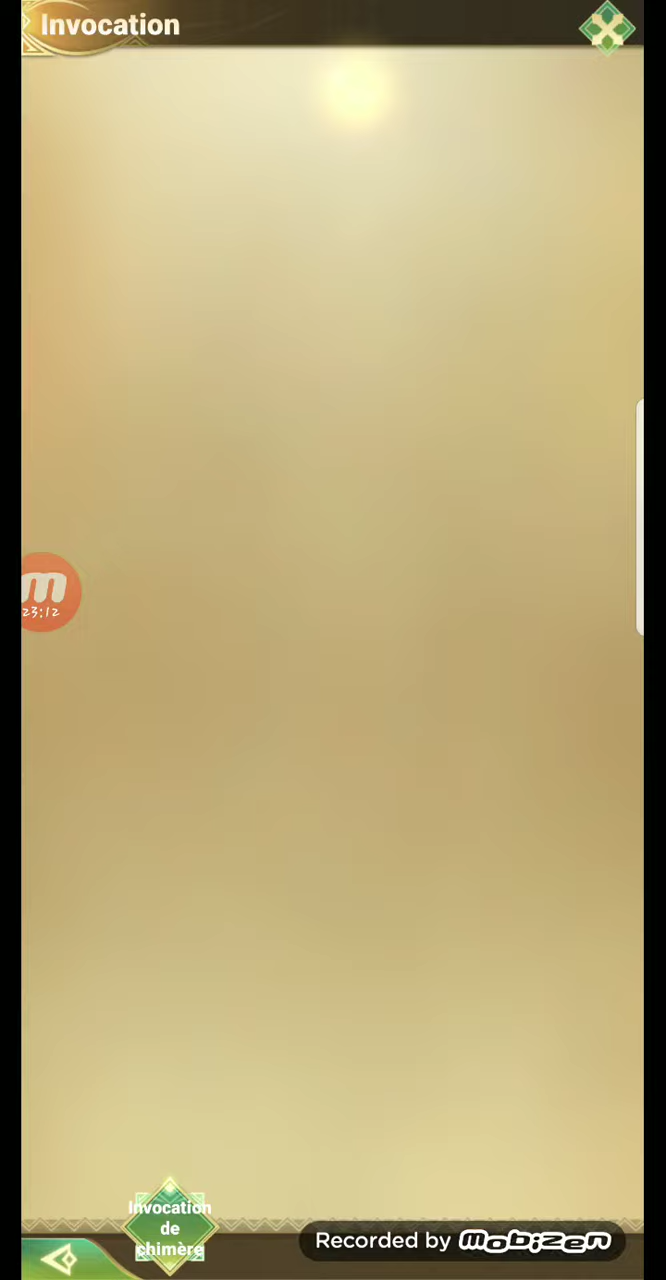 Invocation
m
23:12
Invocation
de
chimère
Recorded by mobizen